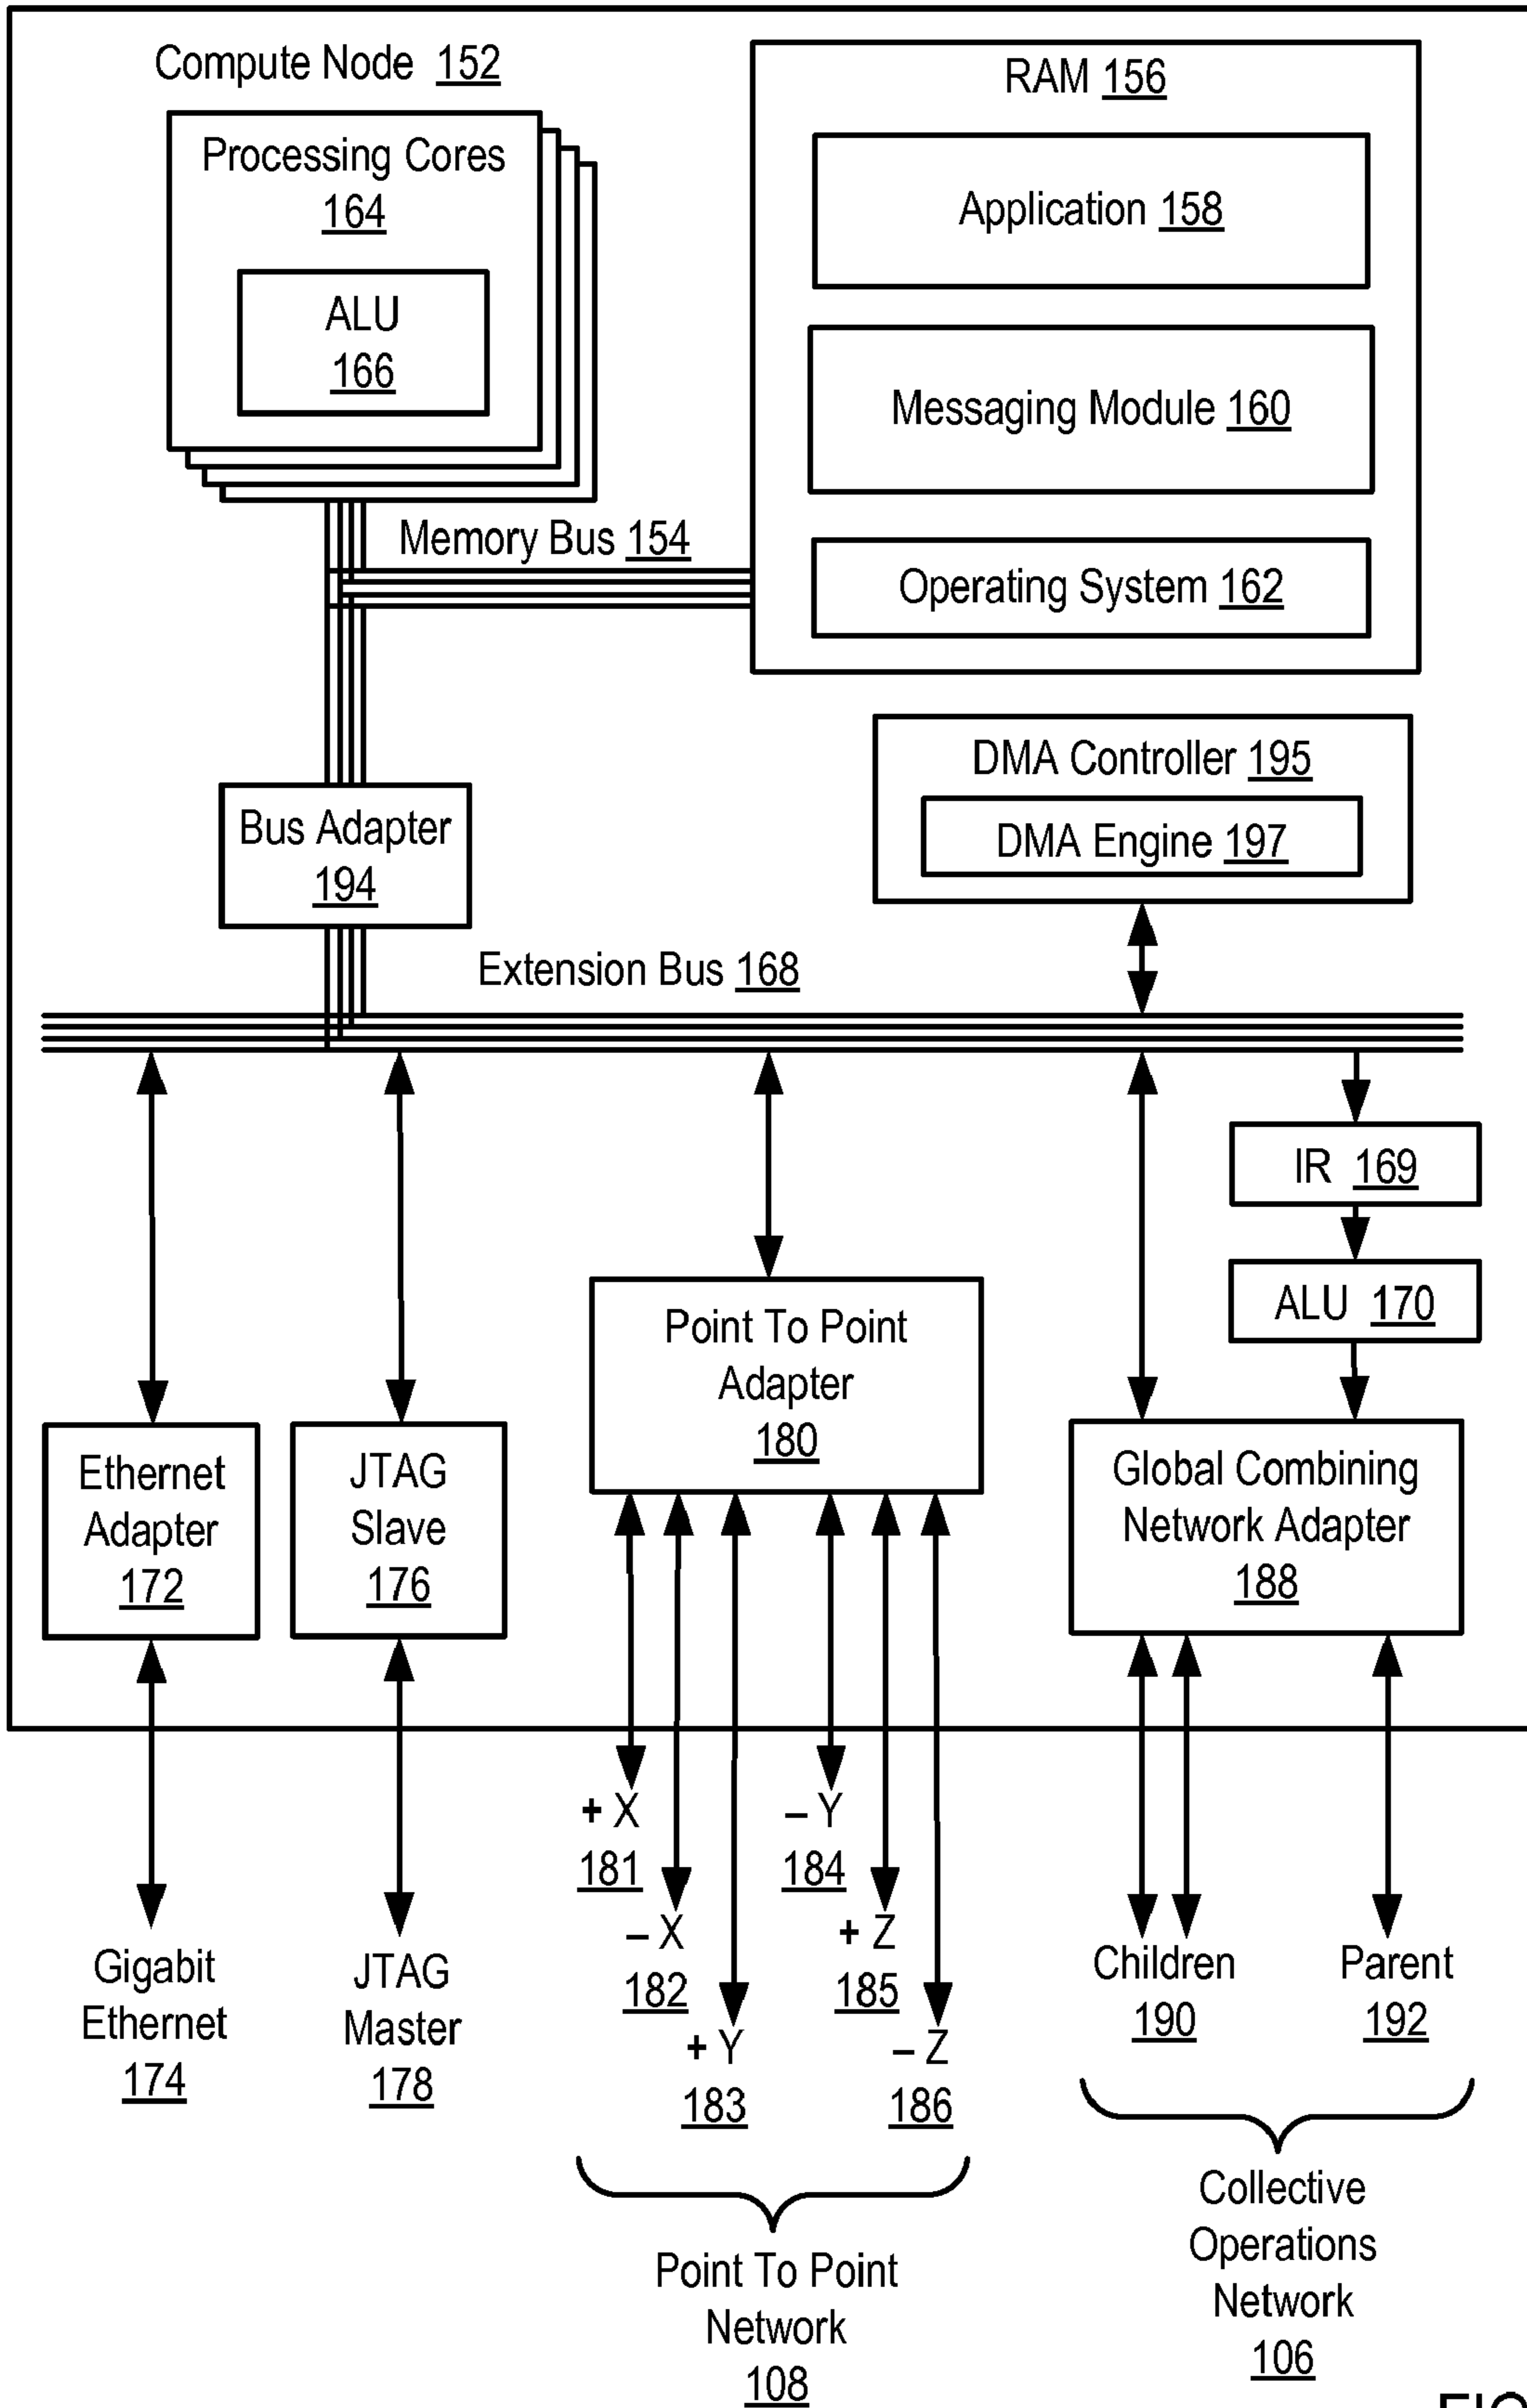 Compute Node 152
Processing Cores
164
ALU
166
RAM 156
Application 158
Messaging Module 160
Operating System 162
Memory Bus 154
DMA Controller 195
DMA Engine 197
Bus Adapter
194
Extension Bus 168
IR 169
ALU 170
Point To Point
Adapter
180
Ethernet
Adapter
172
JTAG
Slave
176
Global Combining
Network Adapter
188
+ X
181
– X
182
+ Y
183
– Y
184
+ Z
185
– Z
186
Gigabit
Ethernet
174
JTAG
Master
178
Children
190
Parent
192
Point To Point
Network
108
Collective
Operations
Network
106